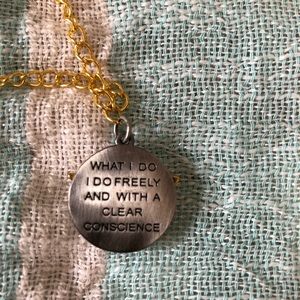 WHAT I DO
I DO FREELY
AND WITH A
CLEAR
CONSCIENCE